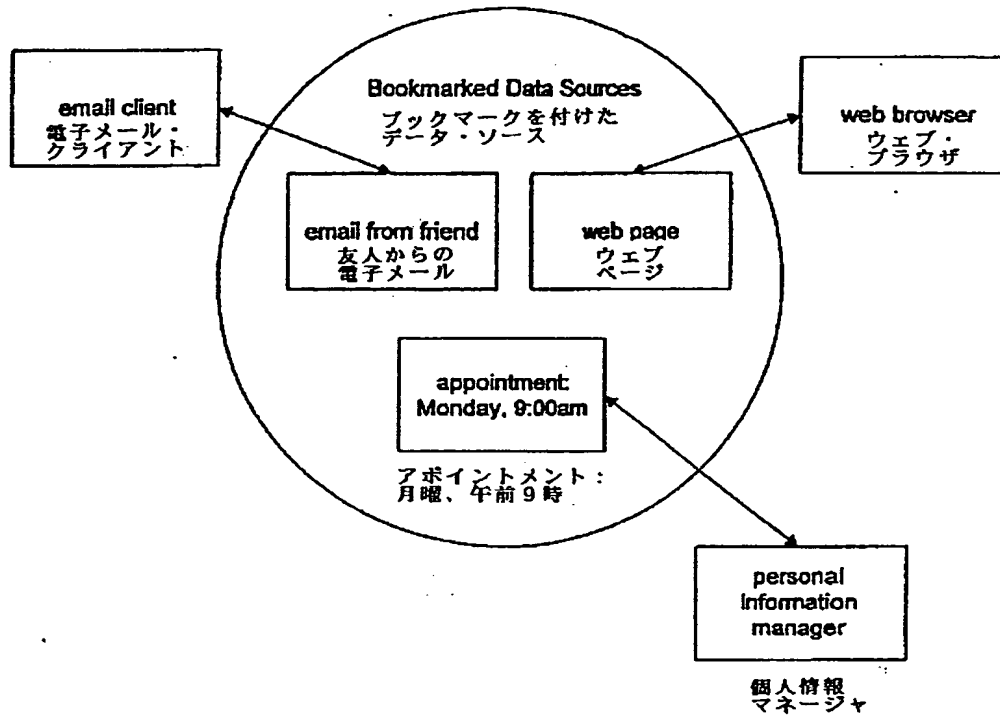 Bookmarked Data Sources
ブックマークを付けた
データ・ソース
email client
電子メール・
クライアント
web browser
ウェブ・
ブラウザ
email from friend
友人からの
電子メール
web page
ウェブ
ページ
appointment:
Monday, 9:00am
アポイントメント：
月曜、午前９時
personal
information
manager
個人情報
マネージャ